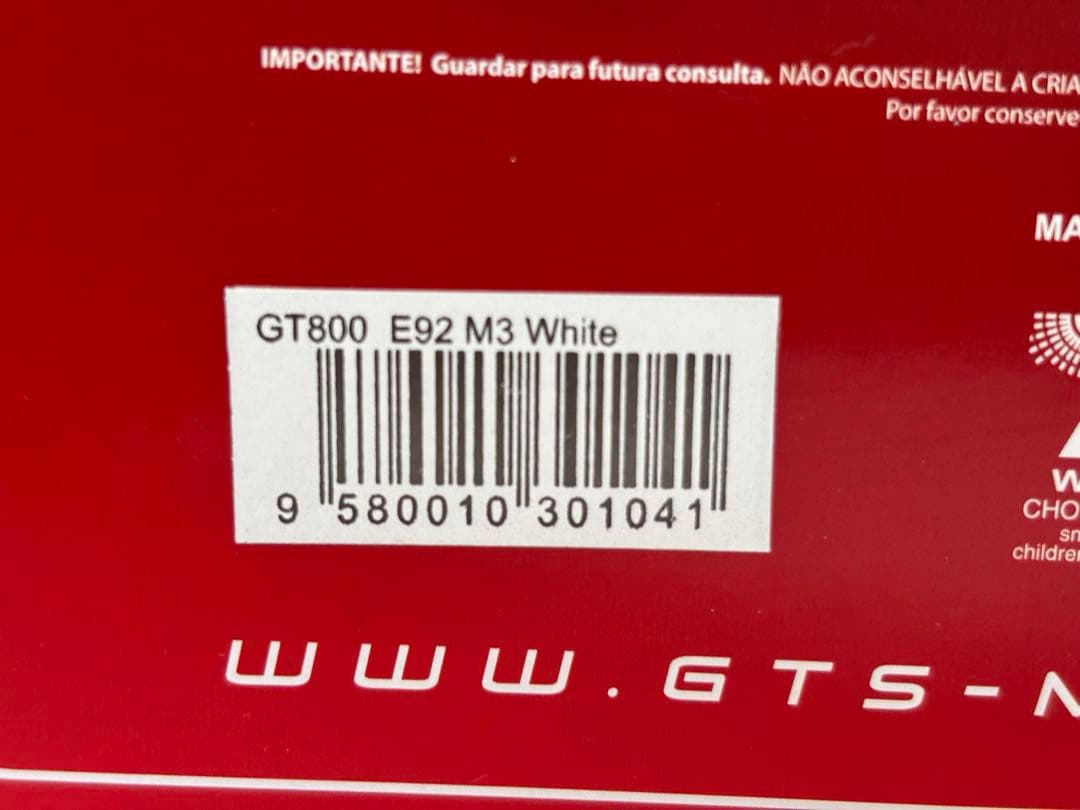 IMPORTANTE! Guardar para futura consulta. NÃO ACONSELHÁVEL A CRIA
Por favor conserve
MA
GT800 E92 M3 White
9 580010 301041
W
CHO
sm
children
WWW.GTS-N